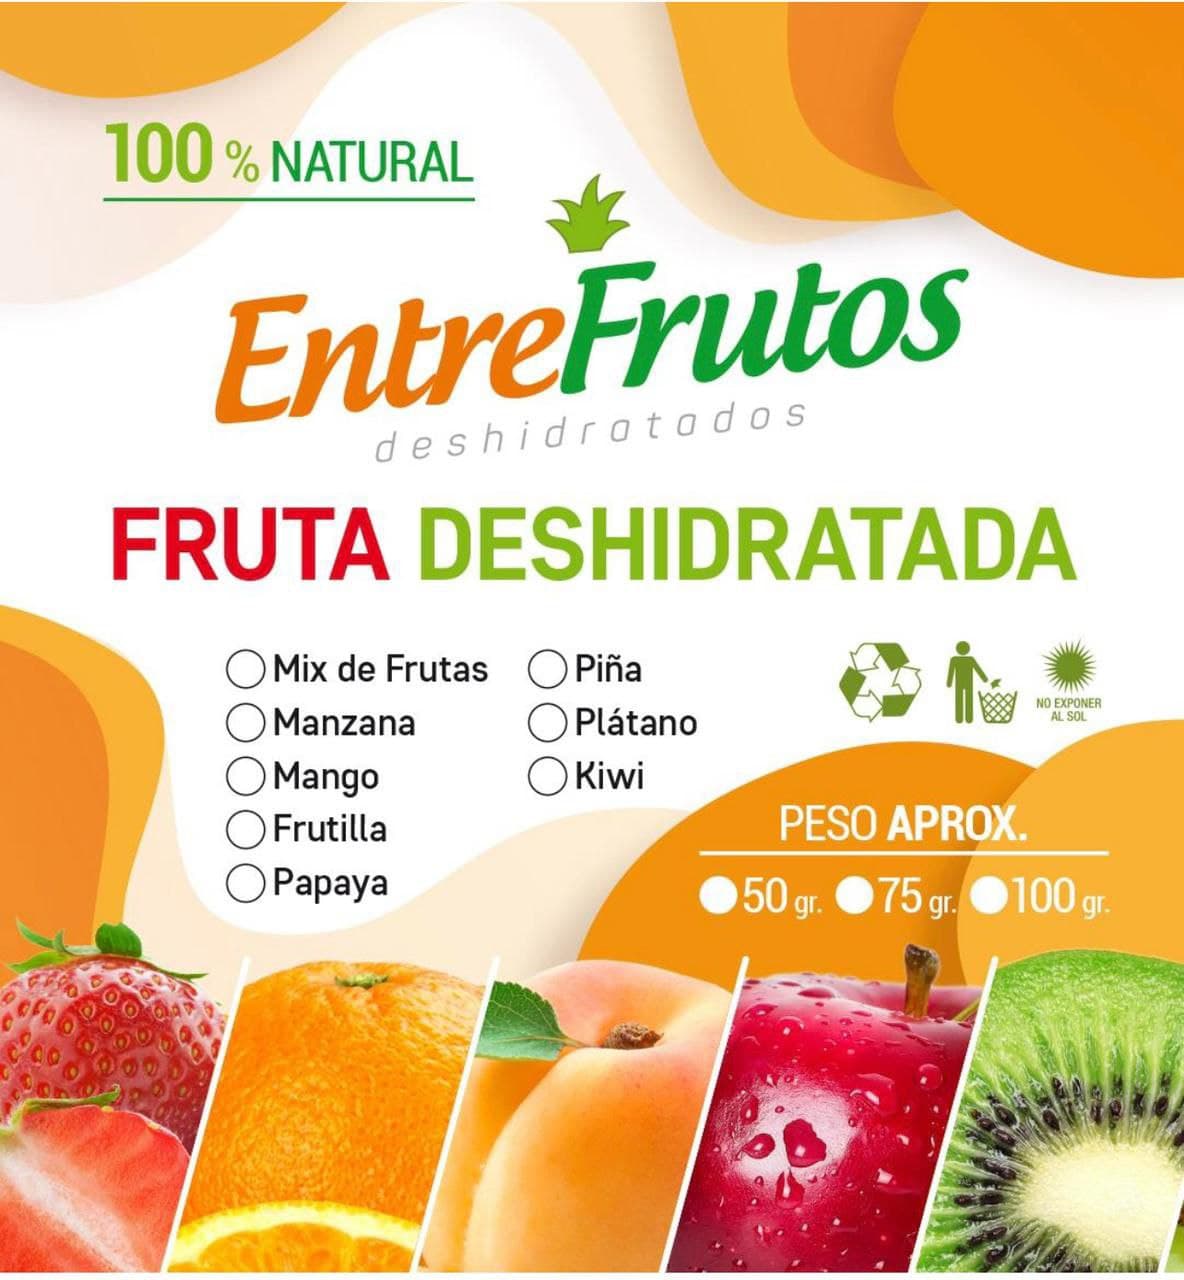 100 % NATURAL
EntreFrutos
deshidratados
FRUTA DESHIDRATADA
Mix de Frutas
Manzana
Mango
Frutilla
Papaya
Piña
Plátano
Kiwi
NO EXPONER
AL SOL
PESO APROX.
50 gr. 75 gr. 100 gr.